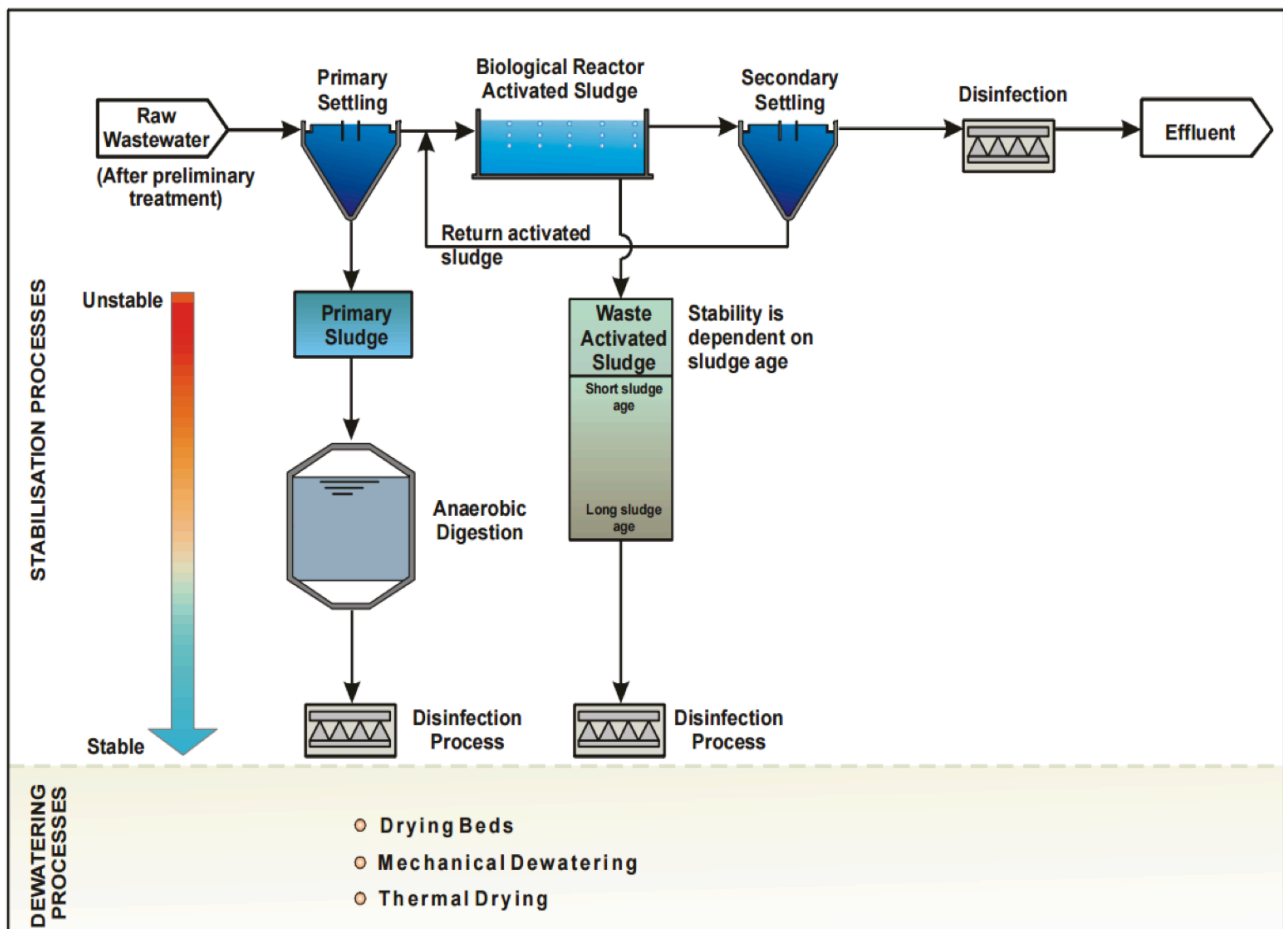 Primary
Settling
Biological Reactor
Activated Sludge
Secondary
Settling
Disinfection
Raw
Wastewater
Effluent
(After preliminary
treatment)
Return activated
sludge
STABILISATION PROCESSES
Unstable
Stable
Primary
Sludge
Waste
Activated
Sludge
Short sludge
age
Long sludge
age
Stability is
dependent on
sludge age
Anaerobic
Digestion
Disinfection
Process
Disinfection
Process
DEWATERING
PROCESSES
Drying Beds
Mechanical Dewatering
Thermal Drying